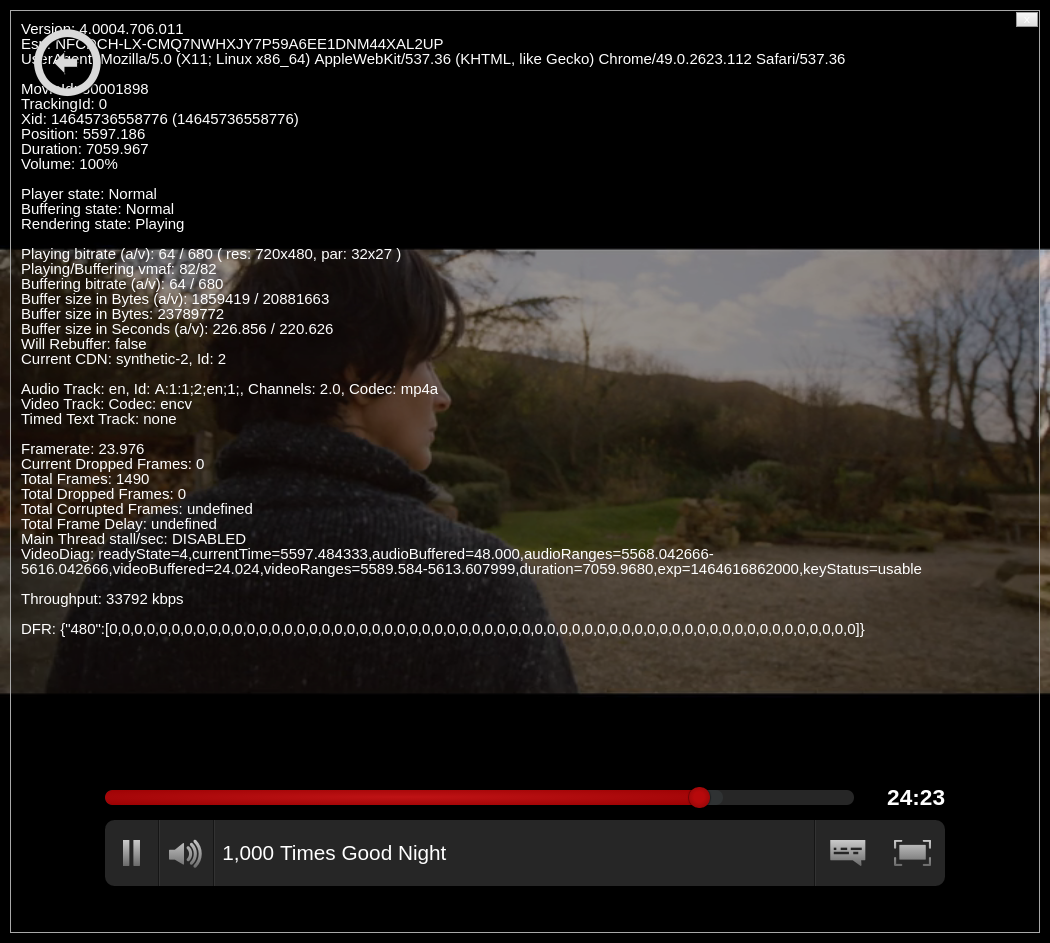 Version: 4.0004.706.011
Esn: NFCDCH-LX-CMQ7NWHXJY7P59A6EE1DNM44XAL2UP
UserAgent: Mozilla/5.0 (X11; Linux x86_64) AppleWebKit/537.36 (KHTML, like Gecko) Chrome/49.0.2623.112 Safari/537.36
MovieId: 80001898
TrackingId: 0
Xid: 14645736558776 (14645736558776)
Position: 5597.186
Duration: 7059.967
Volume: 100%
Player state: Normal
Buffering state: Normal
Rendering state: Playing
Playing bitrate (a/v): 64 / 680 ( res: 720x480, par: 32x27 )
Playing/Buffering vmaf: 82/82
Buffering bitrate (a/v): 64 / 680
Buffer size in Bytes (a/v): 1859419 / 20881663
Buffer size in Bytes: 23789772
Buffer size in Seconds (a/v): 226.856 / 220.626
Will Rebuffer: false
Current CDN: synthetic-2, Id: 2
Audio Track: en, Id: A:1:1;2;en;1;, Channels: 2.0, Codec: mp4a
Video Track: Codec: encv
Timed Text Track: none
Framerate: 23.976
Current Dropped Frames: 0
Total Frames: 1490
Total Dropped Frames: 0
Total Corrupted Frames: undefined
Total Frame Delay: undefined
Main Thread stall/sec: DISABLED
VideoDiag: readyState=4,currentTime=5597.484333,audioBuffered=48.000,audioRanges=5568.042666-
5616.042666,videoBuffered=24.024,videoRanges=5589.584-5613.607999,duration=7059.9680,exp=1464616862000,keyStatus=usable
Throughput: 33792 kbps
DFR: {"480":[0,0,0,0,0,0,0,0,0,0,0,0,0,0,0,0,0,0,0,0,0,0,0,0,0,0,0,0,0,0,0,0,0,0,0,0,0,0,0,0,0,0,0,0,0,0,0,0,0,0,0,0,0,0,0,0,0,0,0,0]}
24:23
1,000 Times Good Night